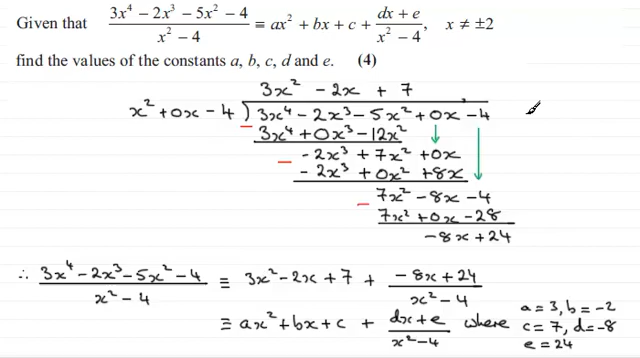 Given that (3x⁴ − 2x³ − 5x² − 4)/(x² − 4) ≡ ax² + bx + c + (dx + e)/(x² − 4), x ≠ ±2
find the values of the constants a, b, c, d and e. (4)
3x² − 2x + 7
x² + 0x − 4 ) 3x⁴ − 2x³ − 5x² + 0x − 4
− 3x⁴ + 0x³ − 12x²
− 2x³ + 7x² + 0x
− − 2x³ + 0x² + 8x
7x² − 8x − 4
− 7x² + 0x − 28
− 8x + 24
∴ (3x⁴ − 2x³ − 5x² − 4)/(x² − 4) ≡ 3x² − 2x + 7 + (−8x + 24)/(x² − 4)
≡ ax² + bx + c + (dx + e)/(x² − 4) where
a = 3, b = −2
c = 7, d = −8
e = 24